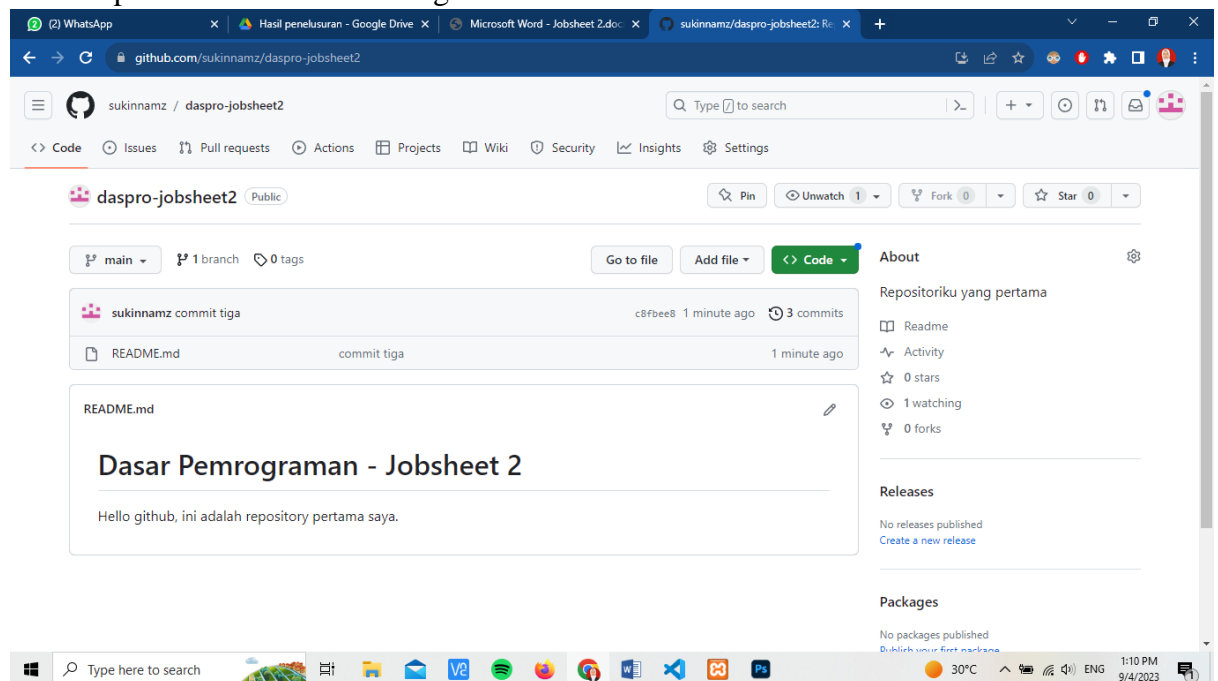 (2) WhatsApp
Hasil penelusuran - Google Drive
Microsoft Word - Jobsheet 2.doc
sukinnamz/daspro-jobsheet2: Re
github.com/sukinnamz/daspro-jobsheet2
sukinnamz / daspro-jobsheet2
Type / to search
Code Issues Pull requests Actions Projects Wiki Security Insights Settings
daspro-jobsheet2 Public
Pin Unwatch 1 Fork 0 Star 0
main 1 branch 0 tags
Go to file Add file Code
sukinnamz commit tiga c8fbee8 1 minute ago 3 commits
README.md commit tiga 1 minute ago
README.md
Dasar Pemrograman - Jobsheet 2
Hello github, ini adalah repository pertama saya.
About
Repositoriku yang pertama
Readme
Activity
0 stars
1 watching
0 forks
Releases
No releases published
Create a new release
Packages
No packages published
Publish your first package
Type here to search
30°C ENG 1:10 PM
9/4/2023